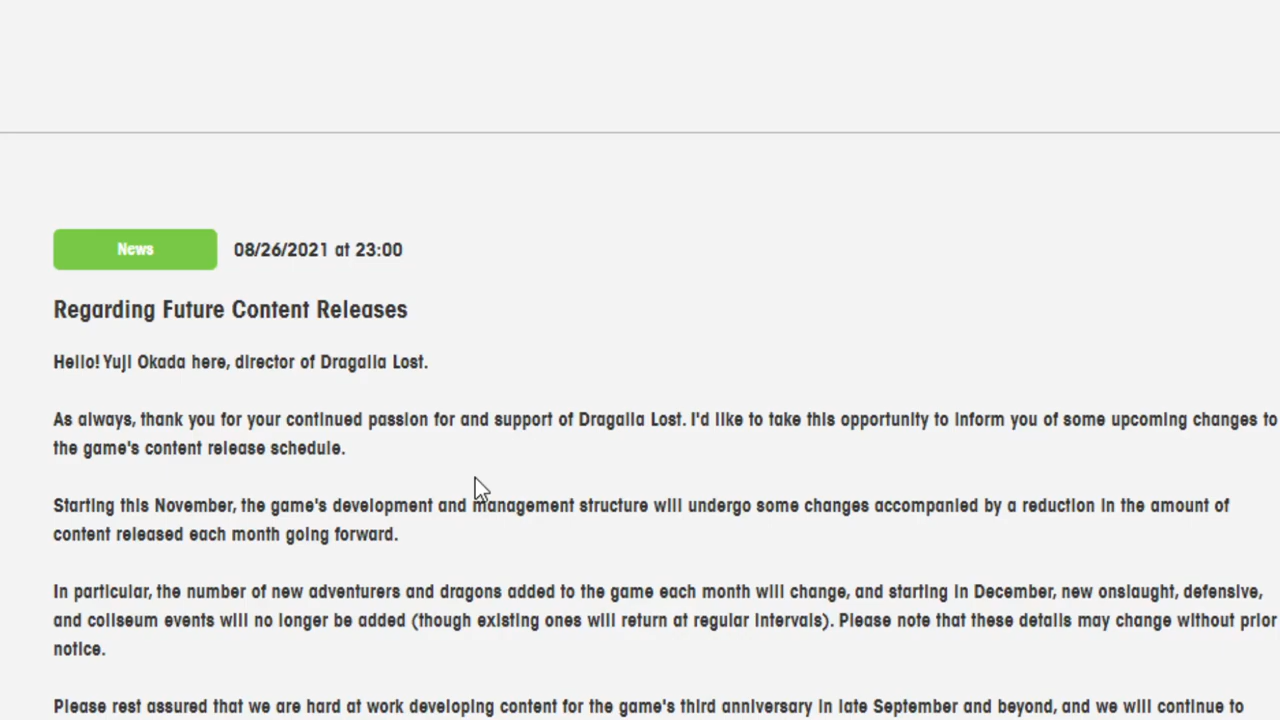 News
08/26/2021 at 23:00
Regarding Future Content Releases
Hello! Yuji Okada here, director of Dragalia Lost.
As always, thank you for your continued passion for and support of Dragalia Lost. I'd like to take this opportunity to inform you of some upcoming changes to
the game's content release schedule.
Starting this November, the game's development and management structure will undergo some changes accompanied by a reduction in the amount of
content released each month going forward.
In particular, the number of new adventurers and dragons added to the game each month will change, and starting in December, new onslaught, defensive,
and coliseum events will no longer be added (though existing ones will return at regular intervals). Please note that these details may change without prior
notice.
Please rest assured that we are hard at work developing content for the game's third anniversary in late September and beyond, and we will continue to